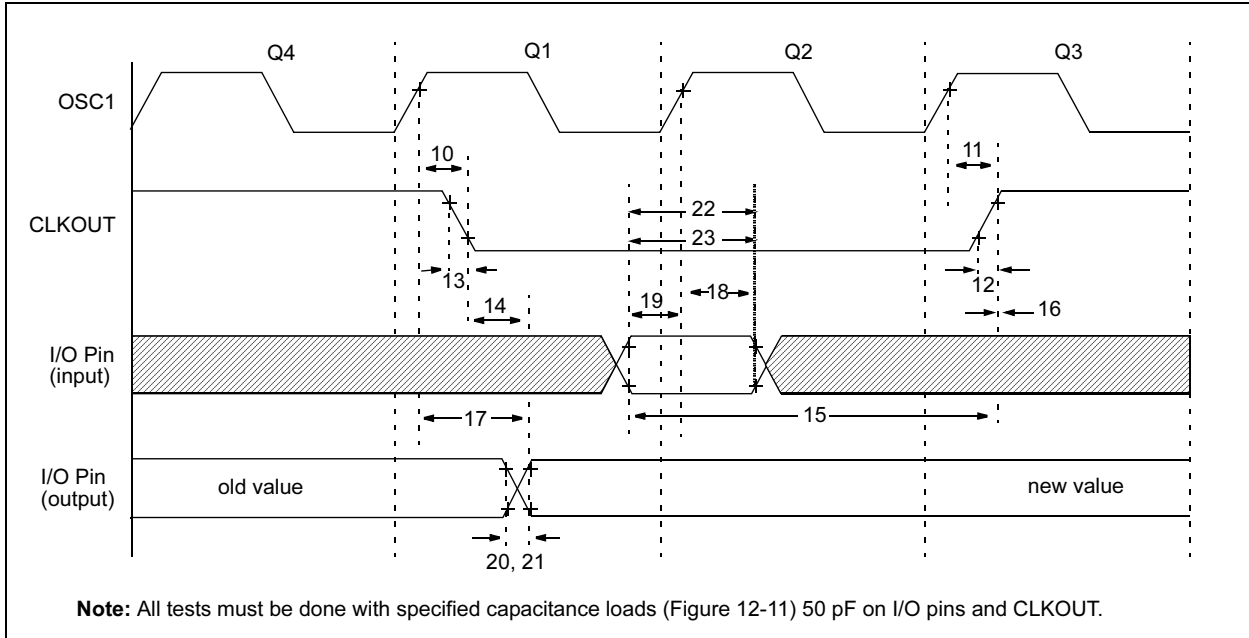 Q4 Q1 Q2 Q3
OSC1
10 11
22
CLKOUT
23
13 12
18
14 19 16
I/O Pin
(input)
17 15
I/O Pin
(output)
old value new value
20, 21
Note: All tests must be done with specified capacitance loads (Figure 12-11) 50 pF on I/O pins and CLKOUT.